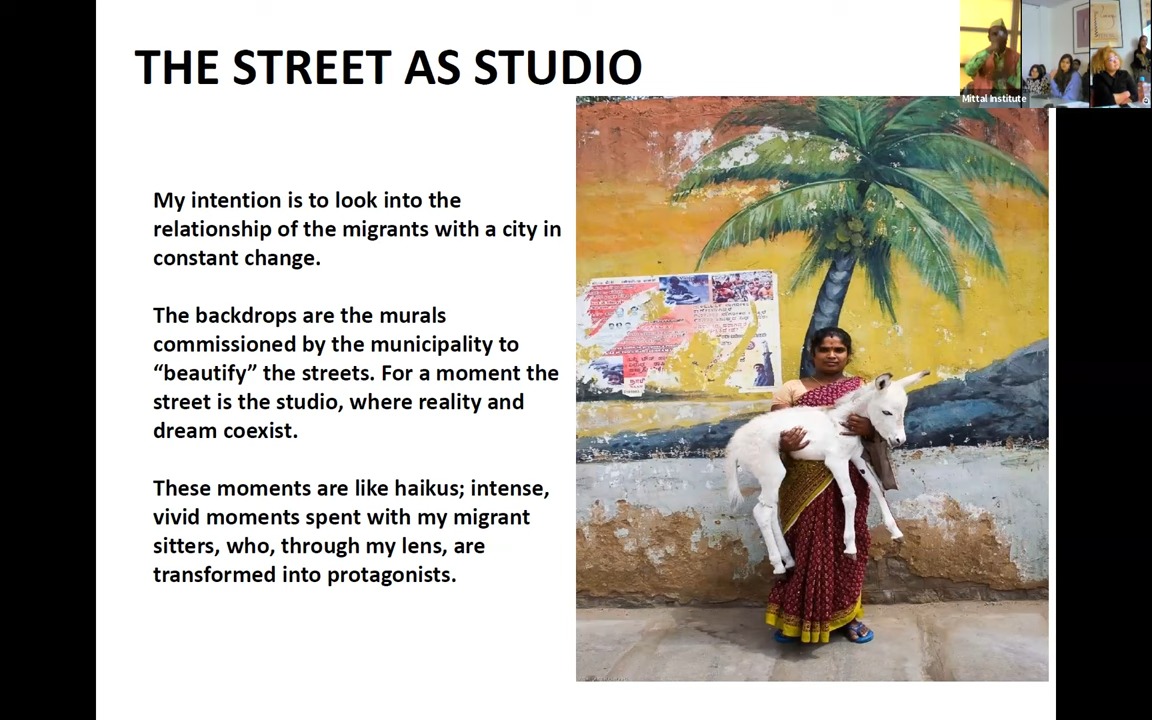 THE STREET AS STUDIO
Mittal Institute
My intention is to look into the
relationship of the migrants with a city in
constant change.
The backdrops are the murals
commissioned by the municipality to
“beautify” the streets. For a moment the
street is the studio, where reality and
dream coexist.
These moments are like haikus; intense,
vivid moments spent with my migrant
sitters, who, through my lens, are
transformed into protagonists.